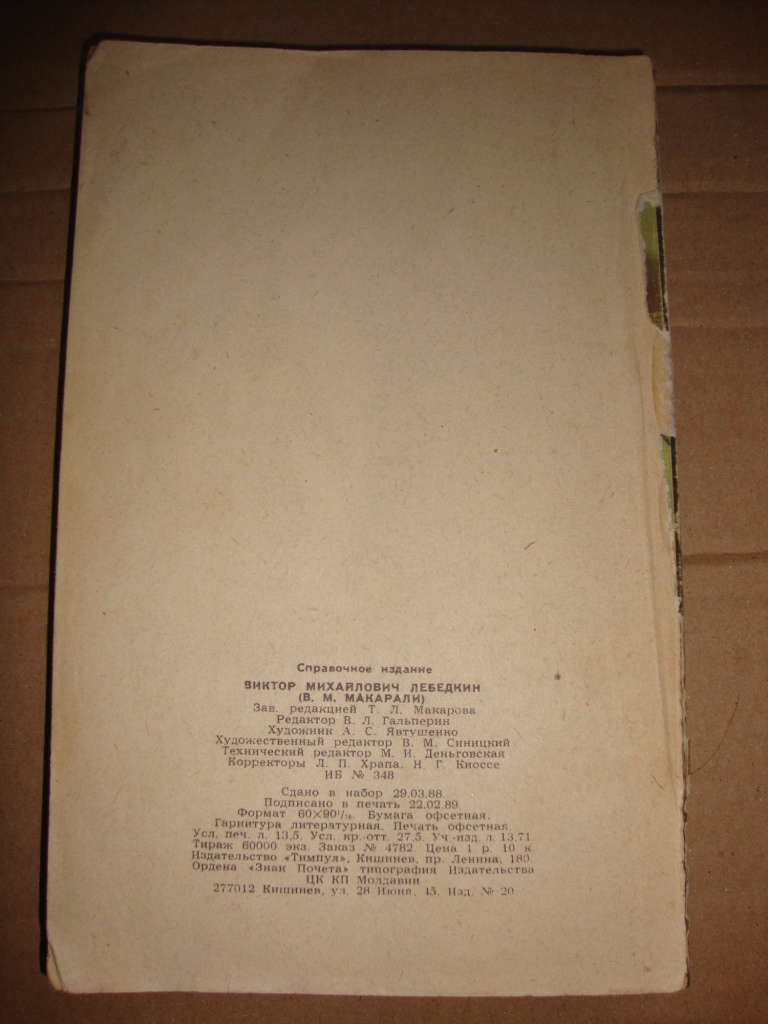 Справочное издание
ВИКТОР МИХАЙЛОВИЧ ЛЕБЕДКИН
(В. М. МАКАРАЛИ)
Зав. редакцией Т. Л. Макарова
Редактор В. Л. Гальперин
Художник А. С. Явтушенко
Художественный редактор В. М. Синицкий
Технический редактор М. И. Деньговская
Корректоры Л. П. Храпа, Н. Г. Киоссе
ИБ № 348
Сдано в набор 29.03.88.
Подписано в печать 22.02.89.
Формат 60×90¹/₁₆. Бумага офсетная.
Гарнитура литературная. Печать офсетная.
Усл. печ. л. 13,5. Усл. кр.-отт. 27,5. Уч-изд. л. 13,71
Тираж 60000 экз. Заказ № 4782. Цена 1 р. 10 к.
Издательство «Тимпул», Кишинев, пр. Ленина, 180.
Ордена «Знак Почета» типография Издательства
ЦК КП Молдавии
277012 Кишинев, ул. 28 Июня, 45. Изд. № 20